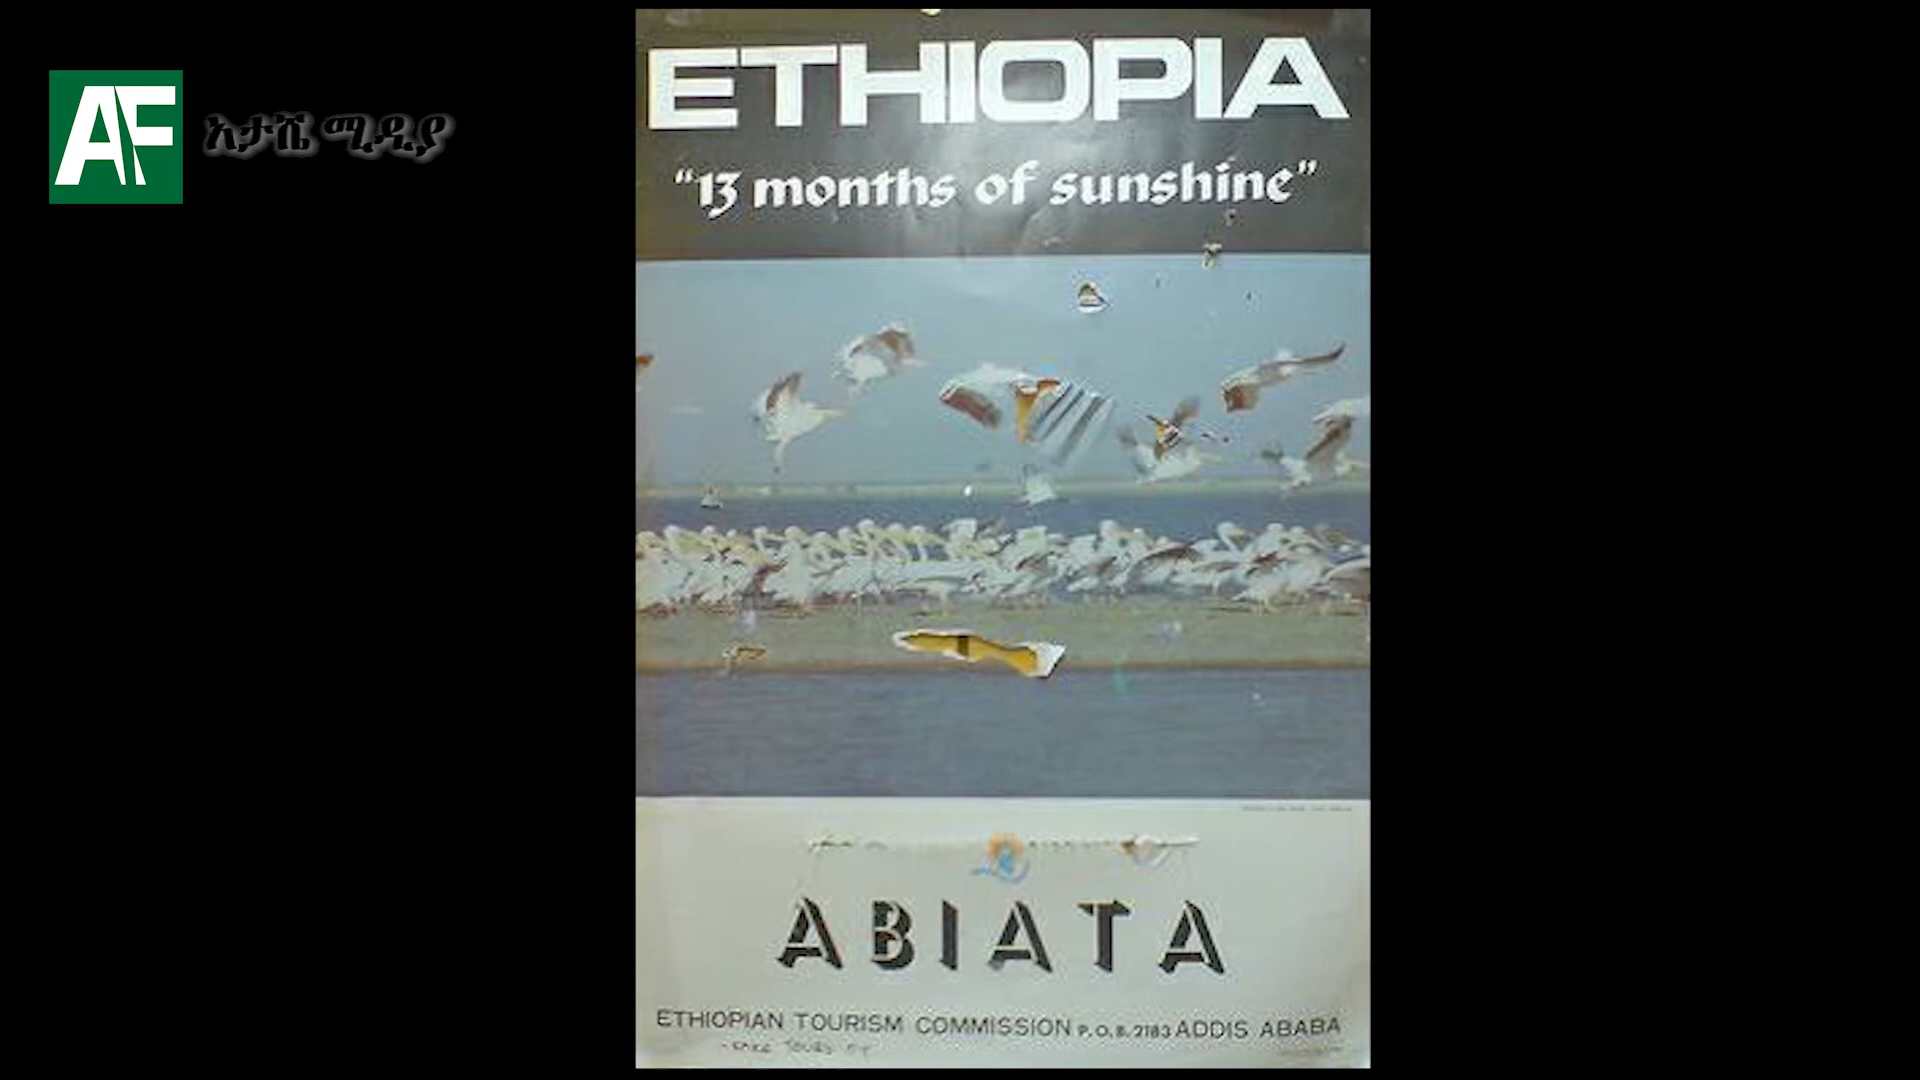 AF
አታሼ ሚዲያ
ETHIOPIA
"13 months of sunshine"
ABIATA
ETHIOPIAN TOURISM COMMISSION P.O.B. 2183 ADDIS ABABA